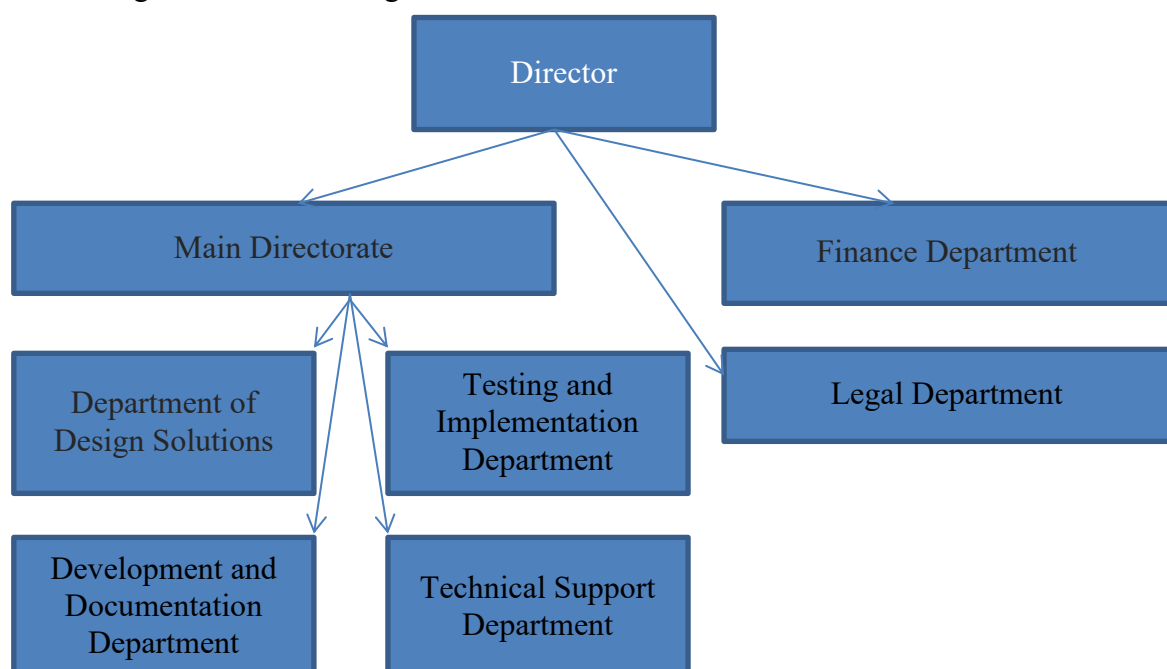 Director
Main Directorate
Finance Department
Department of
Design Solutions
Testing and
Implementation
Department
Legal Department
Development and
Documentation
Department
Technical Support
Department